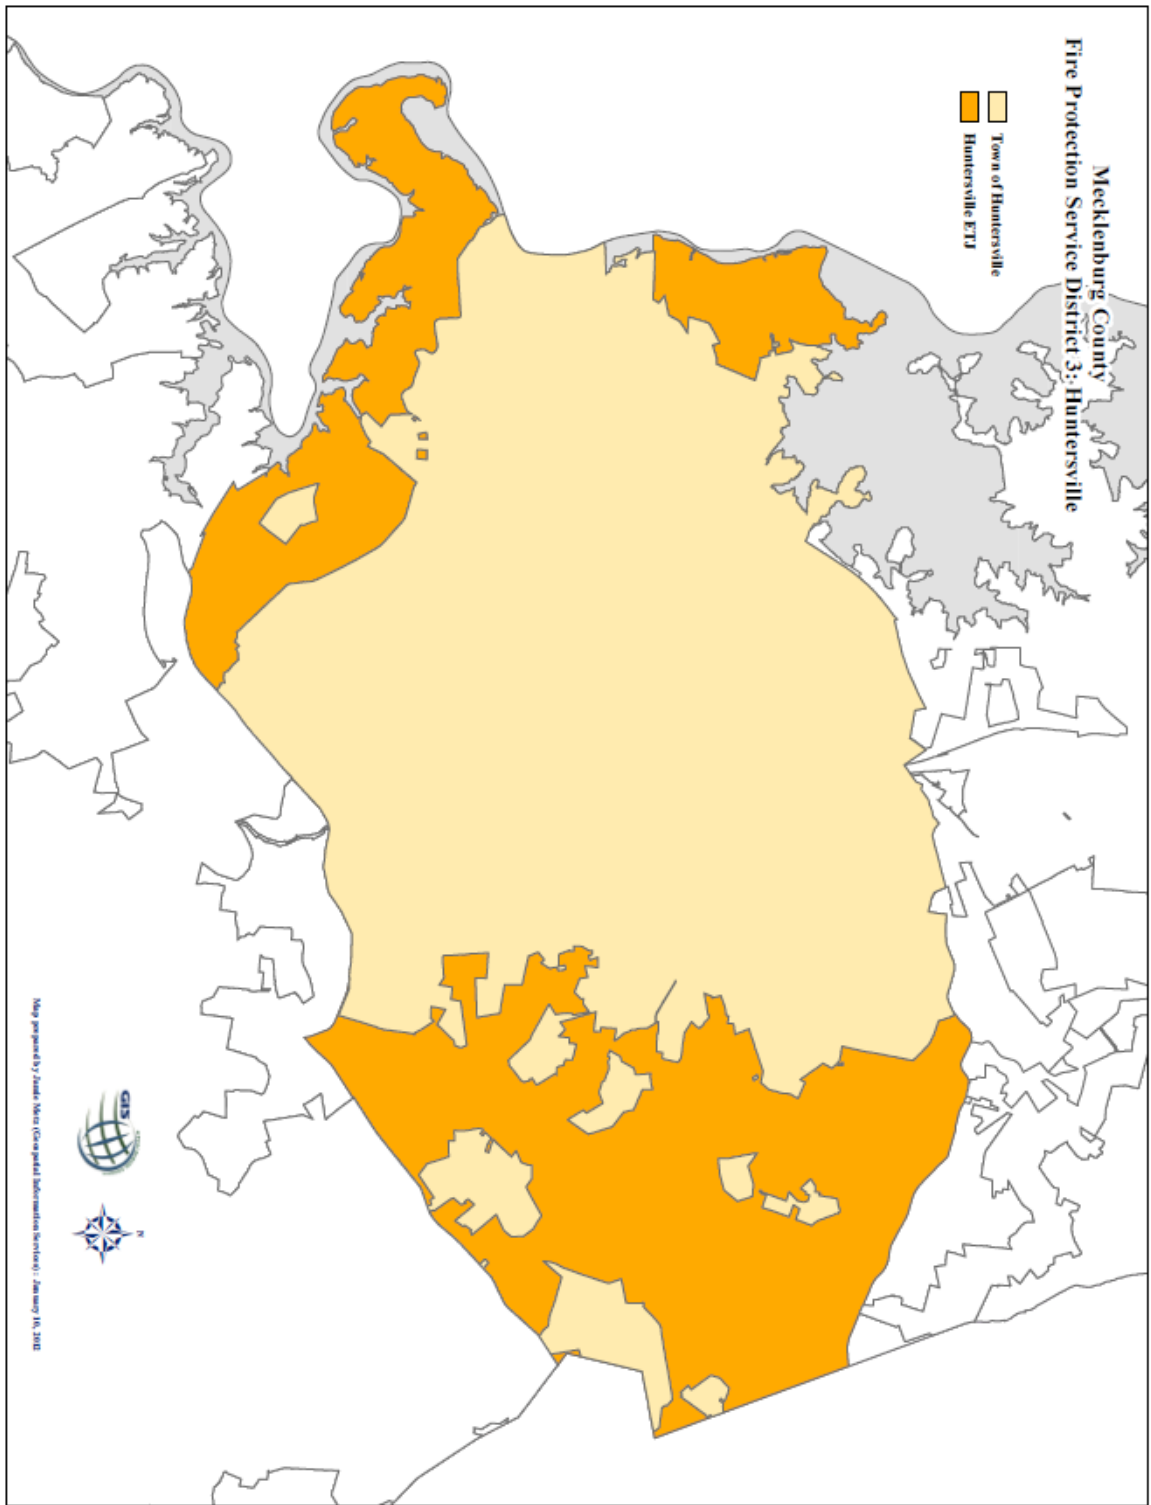 Mecklenburg County
Fire Protection Service District 3: Huntersville
Town of Huntersville
Huntersville ETJ
GIS
N
Map prepared by Jamie Metz (Geospatial Information Services) : January 10, 2012